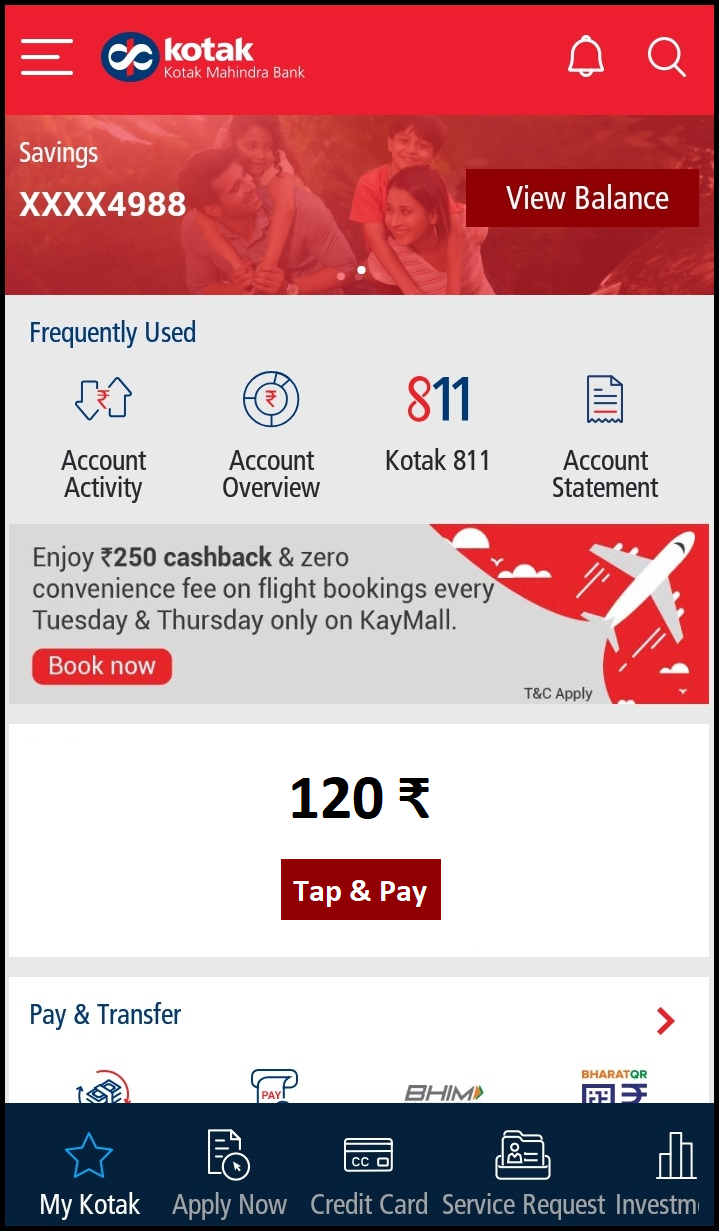 kotak
Kotak Mahindra Bank
Savings
XXXX4988
View Balance
Frequently Used
₹
₹
811
Account
Activity
Account
Overview
Kotak 811
Account
Statement
Enjoy ₹250 cashback & zero
convenience fee on flight bookings every
Tuesday & Thursday only on KayMall.
Book now
T&C Apply
120 ₹
Tap & Pay
Pay & Transfer
PAY
BHIM
BHARATQR
₹
CC
My Kotak
Apply Now
Credit Card
Service Request
Investm